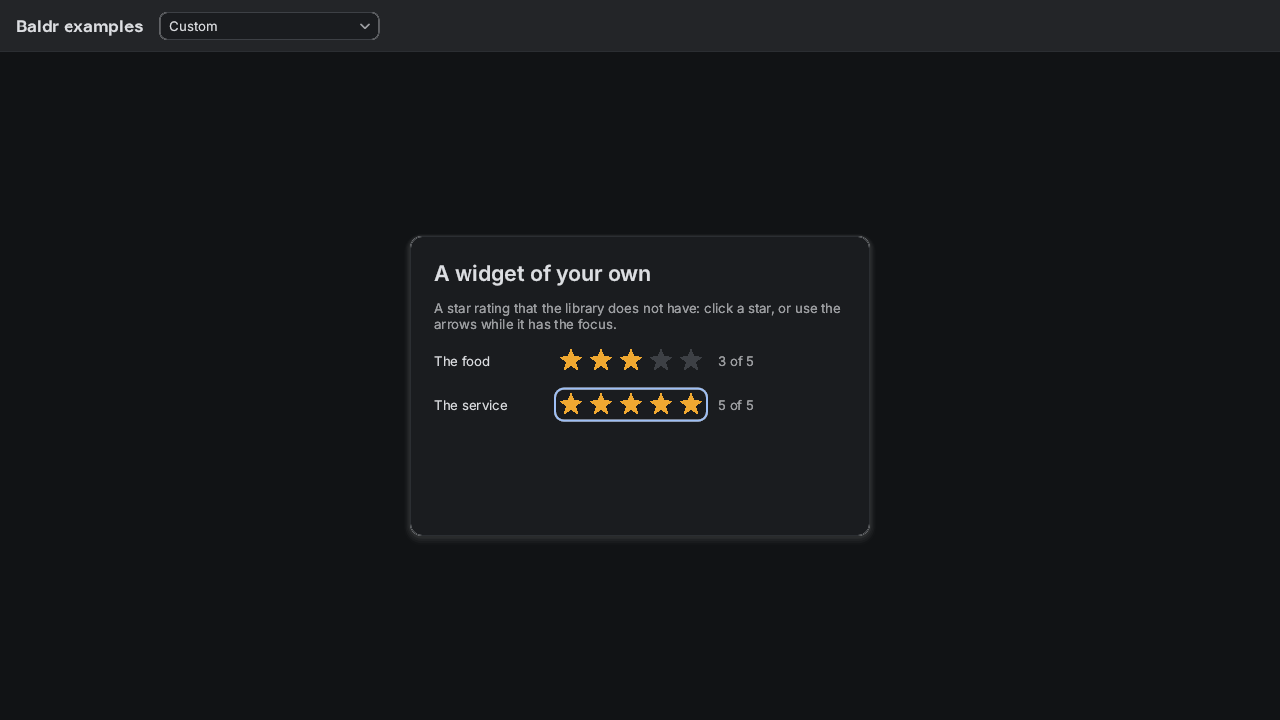 Baldr examples
Custom
A widget of your own
A star rating that the library does not have: click a star, or use the
arrows while it has the focus.
The food
3 of 5
The service
5 of 5